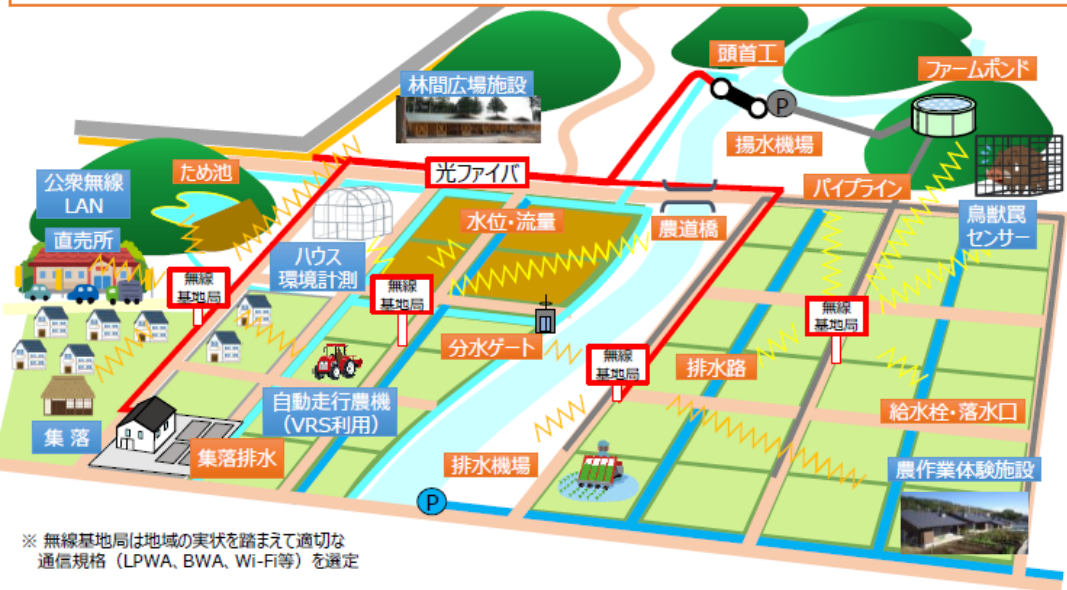 頭首工
林間広場施設
ファームポンド
P
揚水機場
ため池
光ファイバ
公衆無線
LAN
パイプライン
直売所
水位・流量
農道橋
鳥獣罠
センサー
ハウス
環境計測
無線
基地局
無線
基地局
無線
基地局
分水ゲート
無線
基地局
排水路
自動走行農機
(VRS利用)
給水栓・落水口
集 落
集落排水
排水機場
農作業体験施設
P
※ 無線基地局は地域の実状を踏まえて適切な
通信規格(LPWA、BWA、Wi-Fi等)を選定